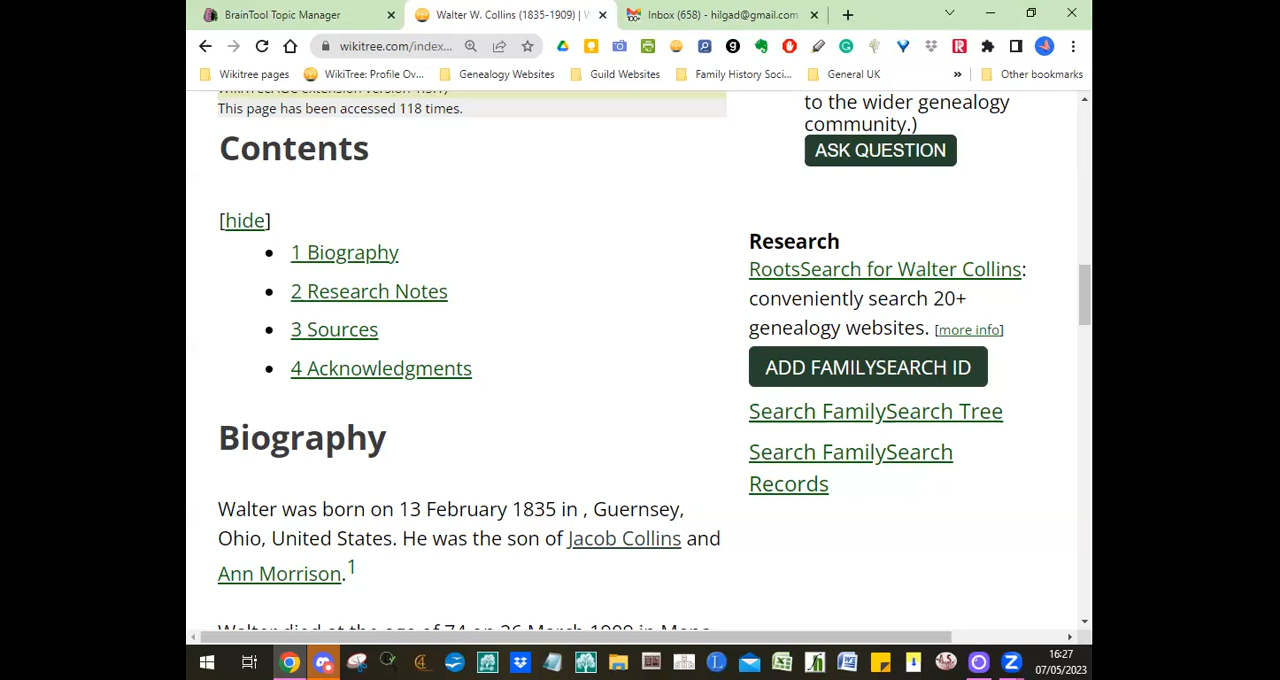 BrainTool Topic Manager
Walter W. Collins (1835-1909) | W
Inbox (658) - hilgad@gmail.com
wikitree.com/index...
Wikitree pages
WikiTree: Profile Ov...
Genealogy Websites
Guild Websites
Family History Soci...
General UK
»
Other bookmarks
This page has been accessed 118 times.
Contents
[hide]
1 Biography
2 Research Notes
3 Sources
4 Acknowledgments
Biography
Walter was born on 13 February 1835 in , Guernsey,
Ohio, United States. He was the son of Jacob Collins and
Ann Morrison.1
to the wider genealogy
community.)
ASK QUESTION
Research
RootsSearch for Walter Collins:
conveniently search 20+
genealogy websites. [more info]
ADD FAMILYSEARCH ID
Search FamilySearch Tree
Search FamilySearch
Records
16:27
07/05/2023